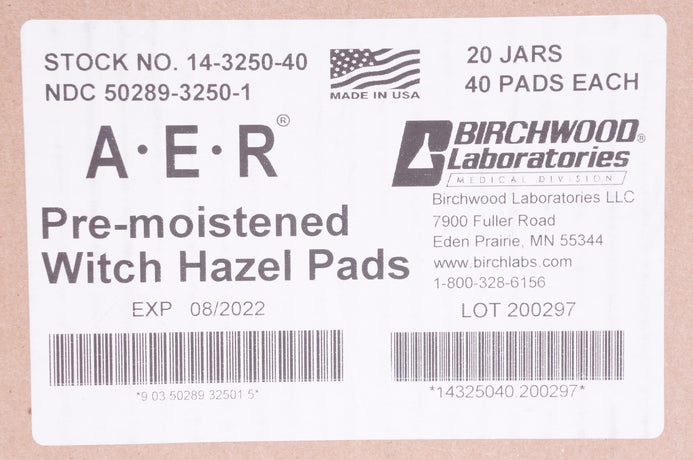 STOCK NO. 14-3250-40
NDC 50289-3250-1
MADE IN USA
20 JARS
40 PADS EACH
A·E·R®
Pre-moistened
Witch Hazel Pads
EXP 08/2022
*9 03 50289 32501 5*
BIRCHWOOD®
Laboratories
MEDICAL DIVISION
Birchwood Laboratories LLC
7900 Fuller Road
Eden Prairie, MN 55344
www.birchlabs.com
1-800-328-6156
LOT 200297
*14325040.200297*